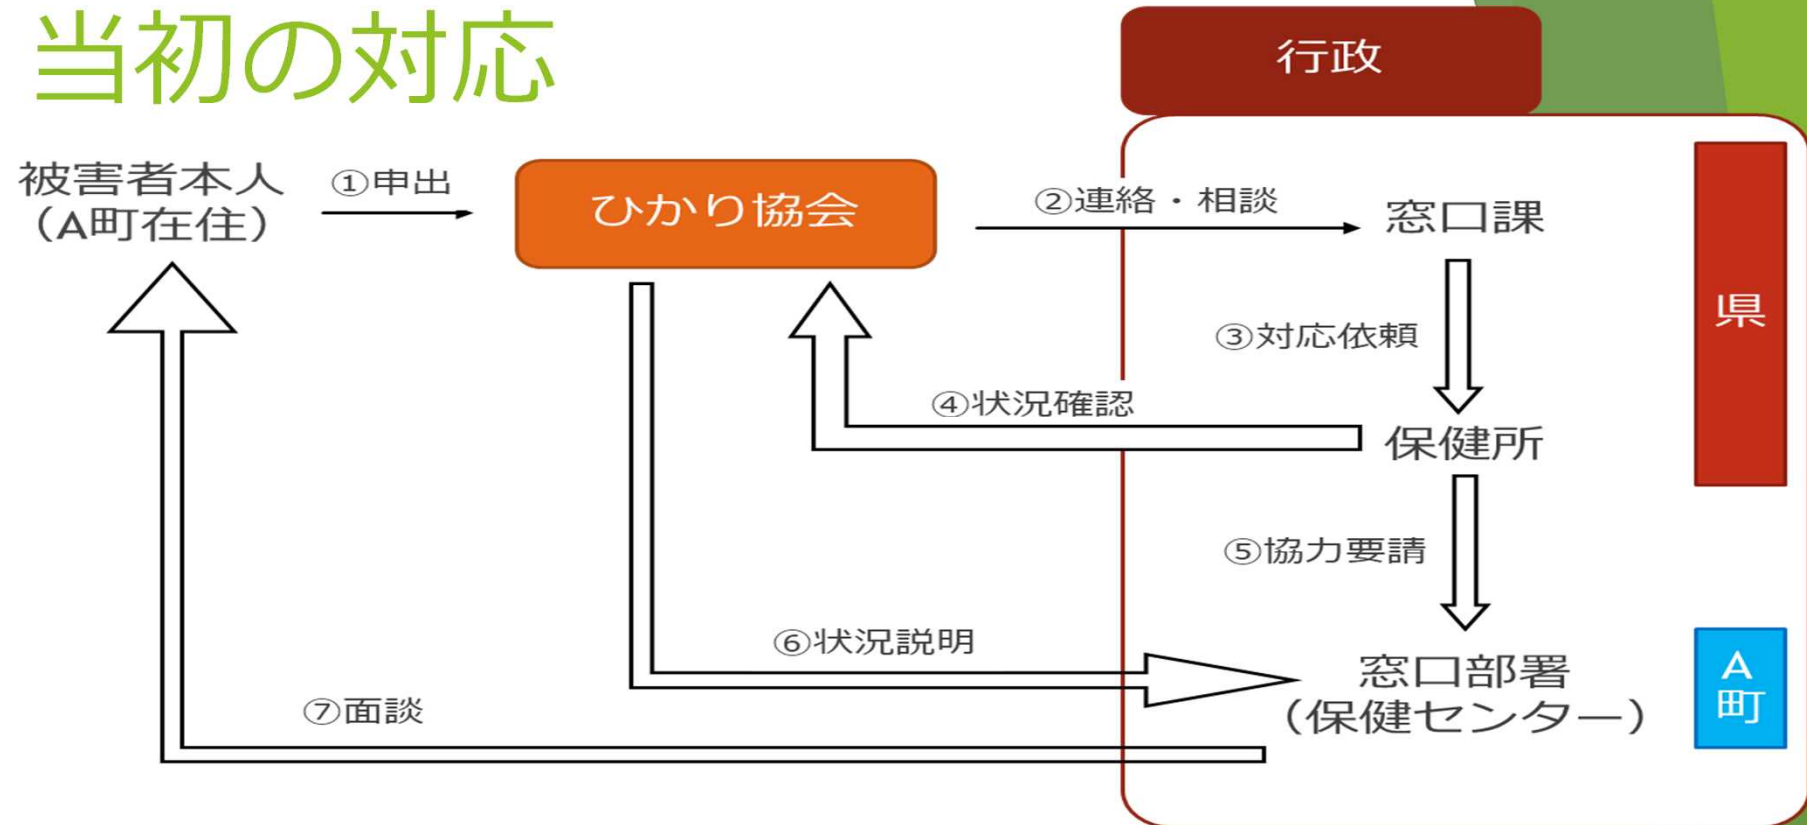 当初の対応
行政
被害者本人
（A町在住）
①申出
ひかり協会
②連絡・相談
窓口課
県
③対応依頼
④状況確認
保健所
⑤協力要請
⑥状況説明
窓口部署
（保健センター）
A
町
⑦面談